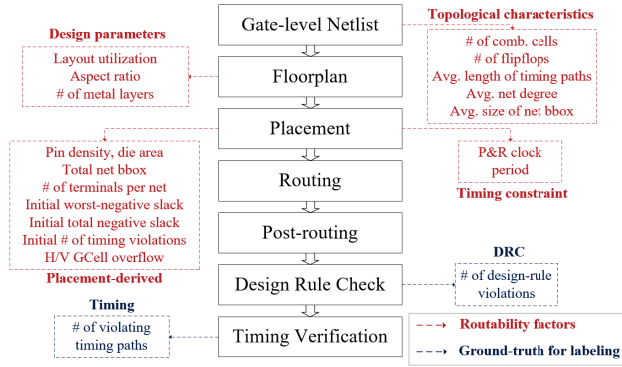 Gate-level Netlist
Topological characteristics
# of comb. cells
# of flipflops
Avg. length of timing paths
Avg. net degree
Avg. size of net bbox
Design parameters
Layout utilization
Aspect ratio
# of metal layers
Floorplan
Placement
Pin density, die area
Total net bbox
# of terminals per net
Initial worst-negative slack
Initial total negative slack
Initial # of timing violations
H/V GCell overflow
Placement-derived
P&R clock
period
Timing constraint
Routing
Post-routing
Design Rule Check
DRC
# of design-rule
violations
Timing
# of violating
timing paths
Timing Verification
Routability factors
Ground-truth for labeling